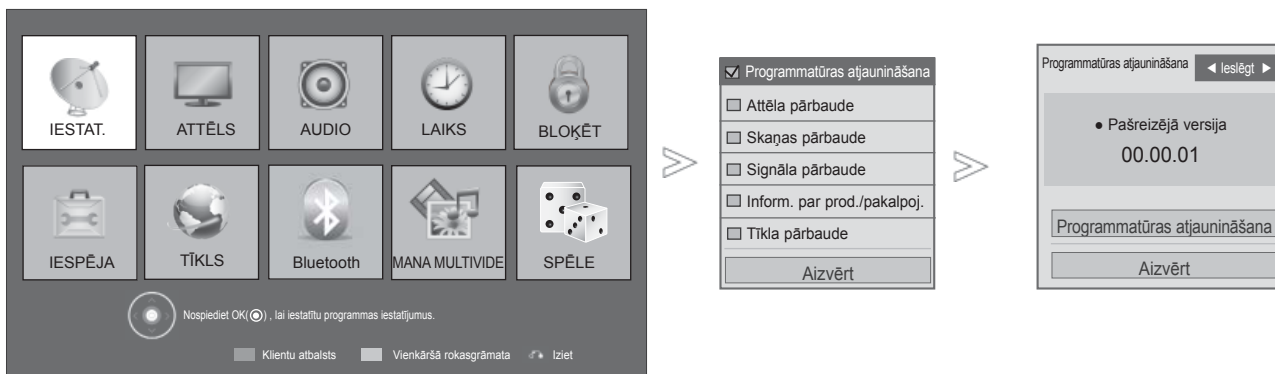 IESTAT.
ATTĒLS
AUDIO
LAIKS
BLOĶĒT
IESPĒJA
TĪKLS
Bluetooth
MANA MULTIVIDE
SPĒLE
Nospiediet OK( ) , lai iestatītu programmas iestatījumus.
Klientu atbalsts Vienkāršā rokasgrāmata Iziet
Programmatūras atjaunināšana
Attēla pārbaude
Skaņas pārbaude
Signāla pārbaude
Inform. par prod./pakalpoj.
Tīkla pārbaude
Aizvērt
Programmatūras atjaunināšana ◄ Ieslēgt ►
● Pašreizējā versija
00.00.01
Programmatūras atjaunināšana
Aizvērt